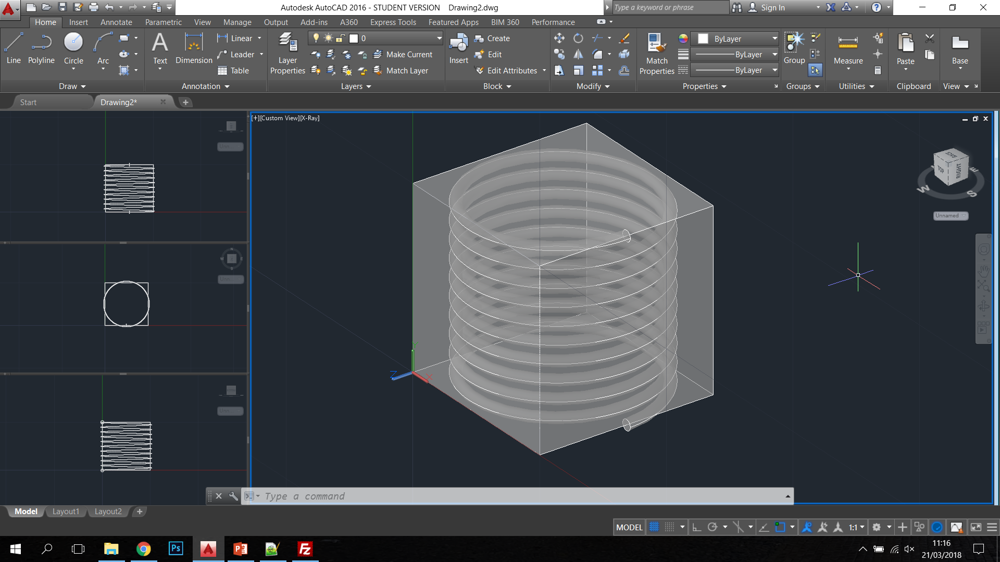 Autodesk AutoCAD 2016 - STUDENT VERSION    Drawing2.dwg
Type a keyword or phrase
Sign In
Home Insert Annotate Parametric View Manage Output Add-ins A360 Express Tools Featured Apps BIM 360 Performance
Line Polyline Circle Arc
Text Dimension
Linear
Leader
Table
Layer Properties
0
Make Current
Match Layer
Insert
Create
Edit
Edit Attributes
Match Properties
ByLayer
ByLayer
ByLayer
Group
Measure
Paste
Base
Draw Annotation Layers Block Modify Properties Groups Utilities Clipboard View
Start Drawing2*
[+][Custom View][X-Ray]
BACK
TOP
RIGHT
E
W
S
Unnamed
N
W E
S
Z X
Type a command
Model Layout1 Layout2
MODEL
1:1
Ps
Fz
11:16
21/03/2018